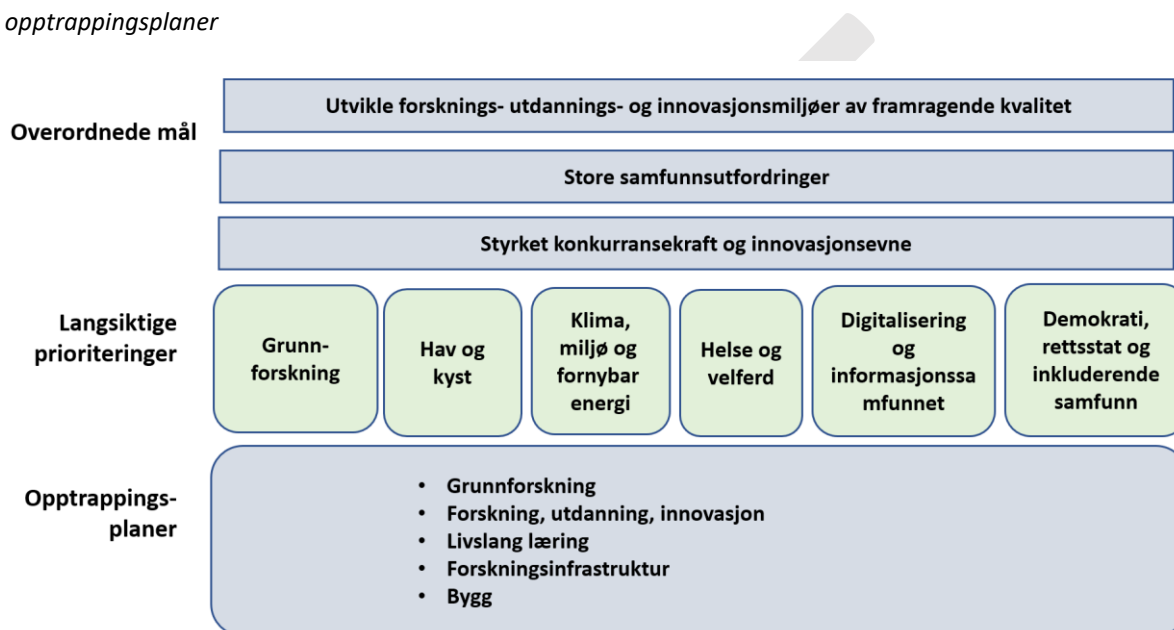 opptrappingsplaner
Overordnede mål
Utvikle forsknings- utdannings- og innovasjonsmiljøer av framragende kvalitet
Store samfunnsutfordringer
Styrket konkurransekraft og innovasjonsevne
Langsiktige
prioriteringer
Grunn-
forskning
Hav og
kyst
Klima,
miljø og
fornybar
energi
Helse og
velferd
Digitalisering
og
informasjonssa
mfunnet
Demokrati,
rettsstat og
inkluderende
samfunn
Opptrappings-
planer
• Grunnforskning
• Forskning, utdanning, innovasjon
• Livslang læring
• Forskningsinfrastruktur
• Bygg